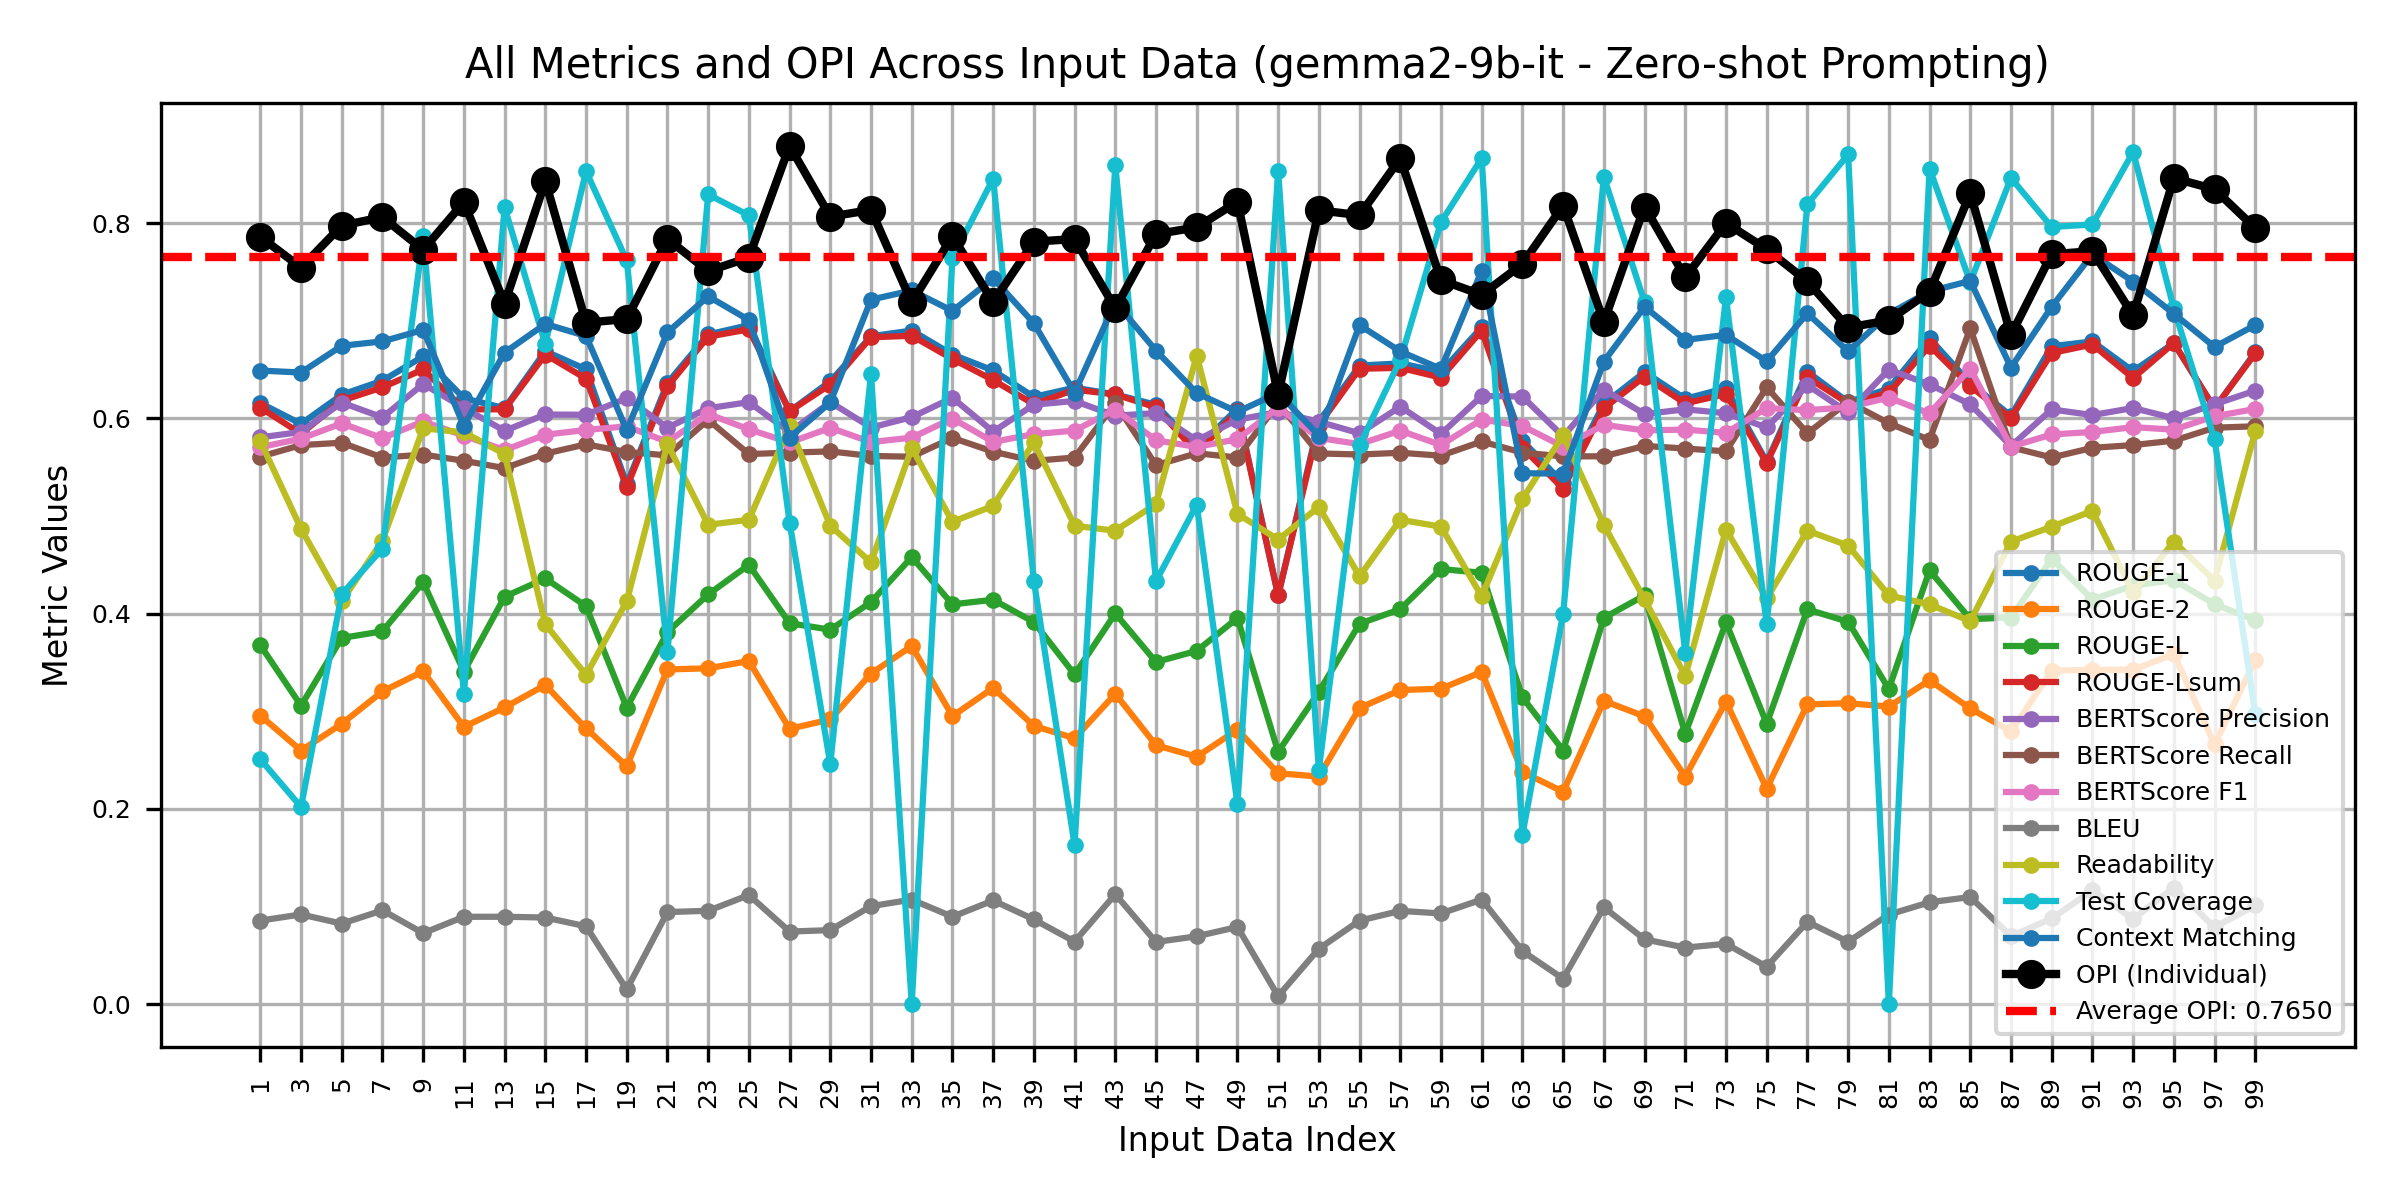 All Metrics and OPI Across Input Data (gemma2-9b-it - Zero-shot Prompting)
Metric Values
0.8
0.6
0.4
0.2
0.0
ROUGE-1
ROUGE-2
ROUGE-L
ROUGE-Lsum
BERTScore Precision
BERTScore Recall
BERTScore F1
BLEU
Readability
Test Coverage
Context Matching
OPI (Individual)
Average OPI: 0.7650
1 3 5 7 9 11 13 15 17 19 21 23 25 27 29 31 33 35 37 39 41 43 45 47 49 51 53 55 57 59 61 63 65 67 69 71 73 75 77 79 81 83 85 87 89 91 93 95 97 99
Input Data Index